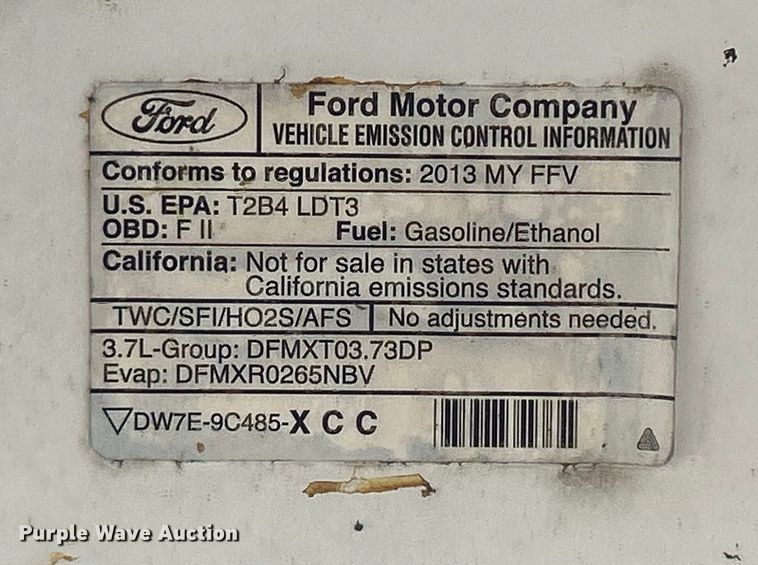 Ford
Ford Motor Company
VEHICLE EMISSION CONTROL INFORMATION
Conforms to regulations: 2013 MY FFV
U.S. EPA: T2B4 LDT3
OBD: F II Fuel: Gasoline/Ethanol
California: Not for sale in states with
California emissions standards.
TWC/SFI/HO2S/AFS No adjustments needed.
3.7L-Group: DFMXT03.73DP
Evap: DFMXR0265NBV
DW7E-9C485-X C C
Purple Wave Auction